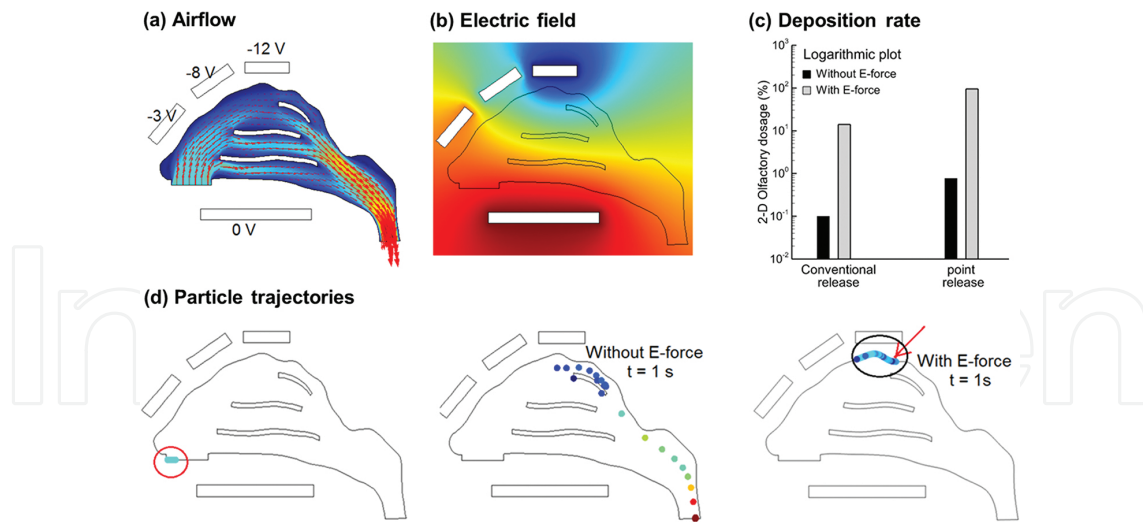 (a) Airflow
-12 V
-8 V
-3 V
0 V
(b) Electric field
(c) Deposition rate
2-D Olfactory dosage (%)
10³
10²
10¹
10⁰
10⁻¹
10⁻²
Logarithmic plot
Without E-force
With E-force
Conventional
release
point
release
(d) Particle trajectories
Without E-force
t = 1 s
With E-force
t = 1s